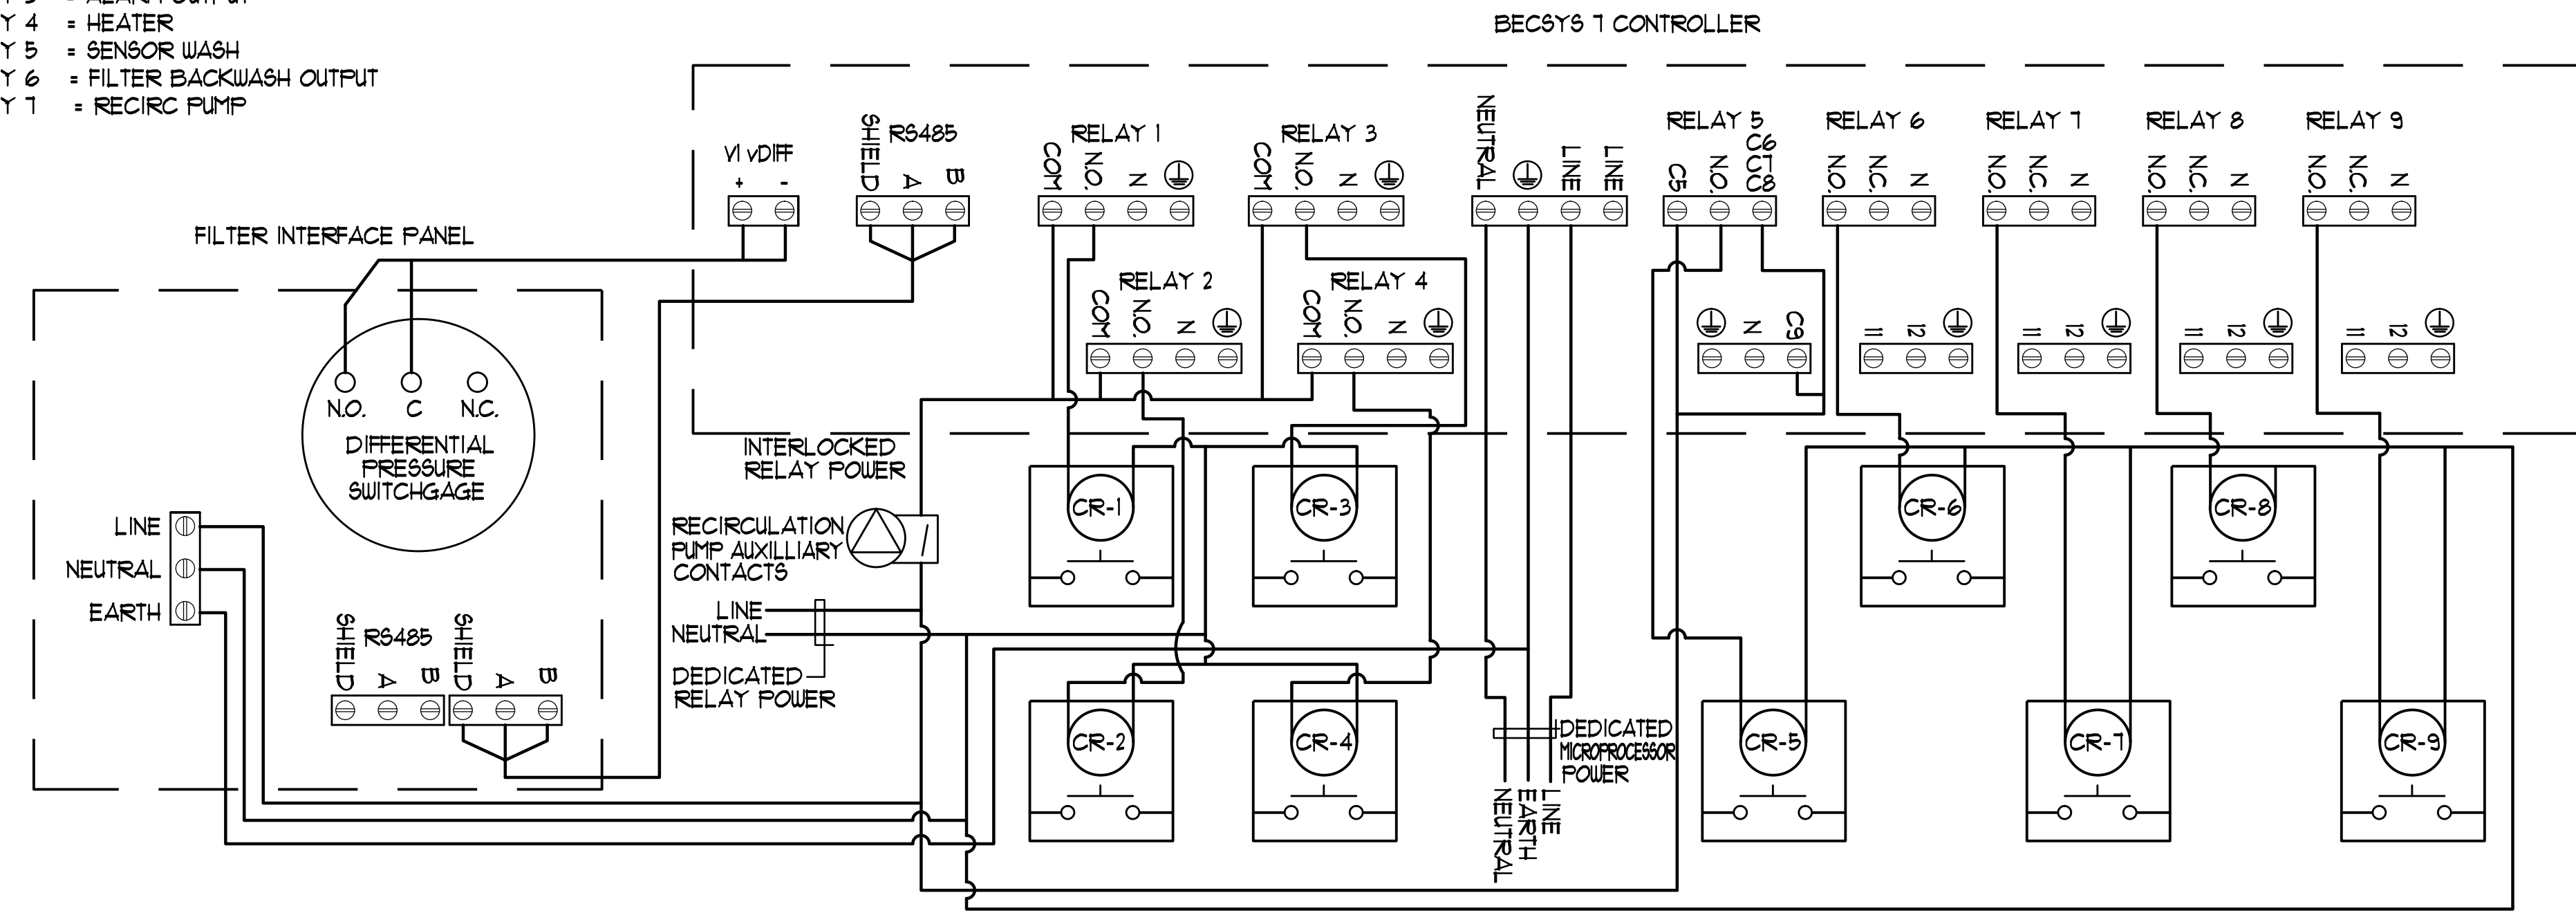 Y 4 = HEATER
Y 5 = SENSOR WASH
Y 6 = FILTER BACKWASH OUTPUT
Y 7 = RECIRC PUMP
BECSYS 7 CONTROLLER
V1 vDIFF
+ -
SHIELD A B
RS485
RELAY 1
COM N.O. N
RELAY 3
COM N.O. N
NEUTRAL LINE LINE
RELAY 5
C5 N.O. C6 C7 C8
RELAY 6
N.O. N.C. N
RELAY 7
N.O. N.C. N
RELAY 8
N.O. N.C. N
RELAY 9
N.O. N.C. N
RELAY 2
COM N.O. N
RELAY 4
COM N.O. N
N C9
11 12
11 12
11 12
11 12
FILTER INTERFACE PANEL
N.O. C N.C.
DIFFERENTIAL
PRESSURE
SWITCHGAGE
LINE
NEUTRAL
EARTH
RS485
SHIELD A B
SHIELD A B
INTERLOCKED
RELAY POWER
RECIRCULATION
PUMP AUXILLIARY
CONTACTS
LINE
NEUTRAL
DEDICATED
RELAY POWER
CR-1
CR-3
CR-6
CR-8
CR-2
CR-4
CR-5
CR-7
CR-9
DEDICATED
MICROPROCESSOR
POWER
NEUTRAL
EARTH
LINE